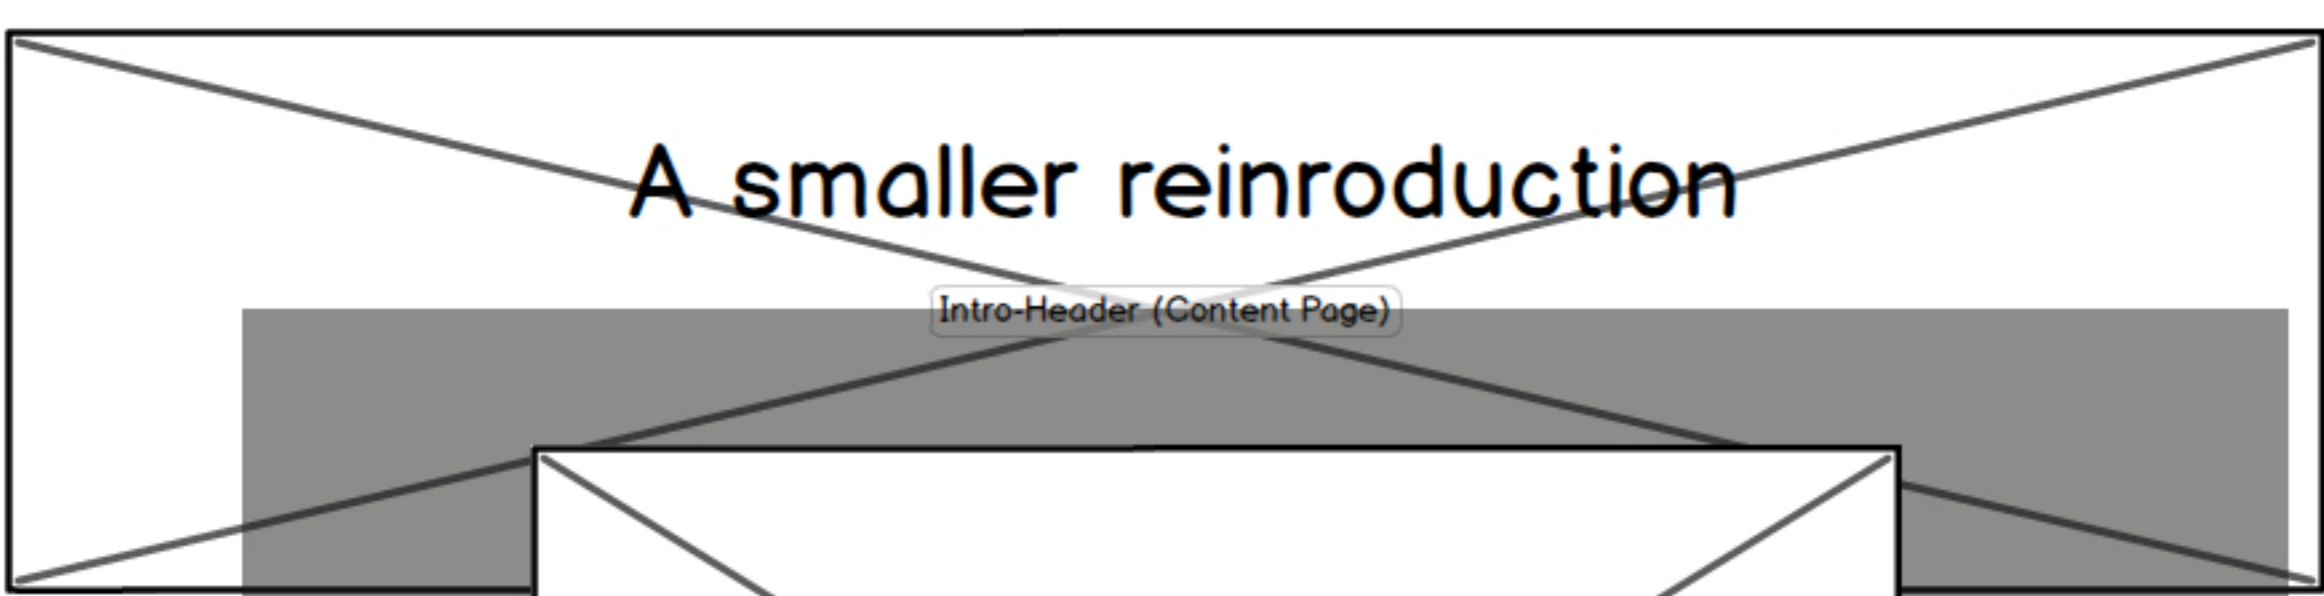 A smaller reinroduction
Intro-Header (Content Page)